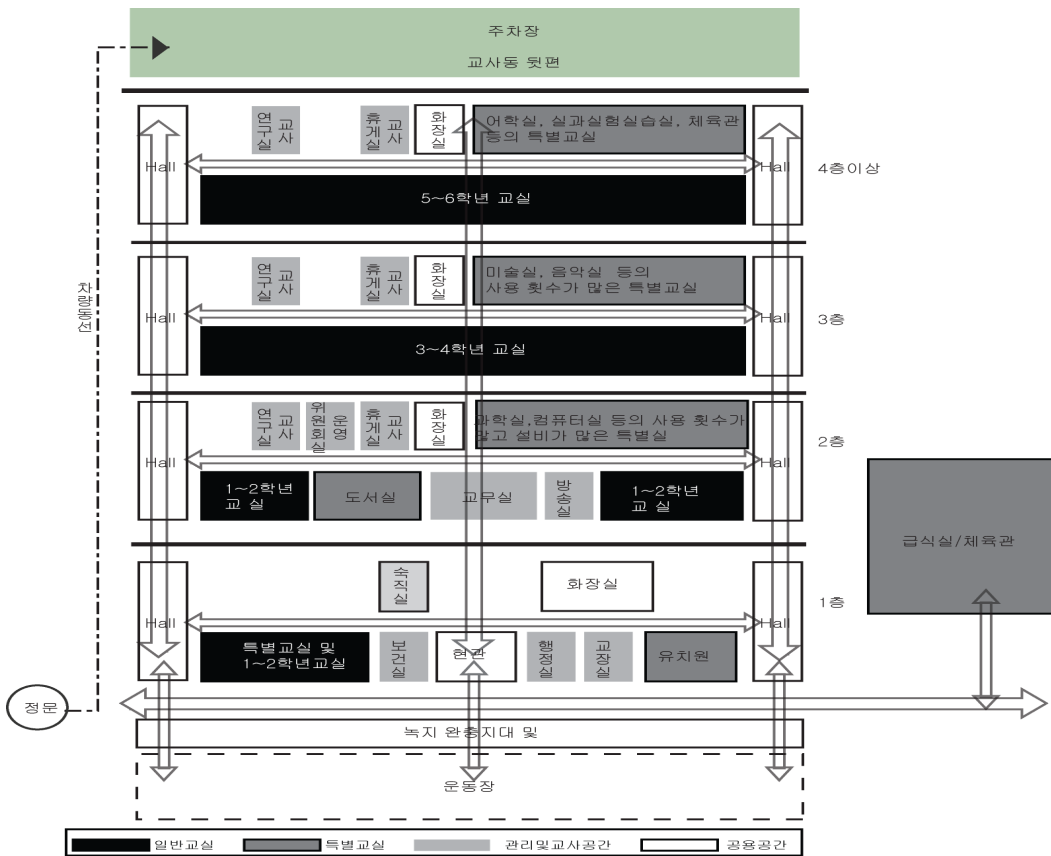 주차장
교사동 뒷편
연구실
교사
휴게실
교사
화장실
어학실, 실과실험실습실, 체육관
등의 특별교실
Hall
Hall
4층이상
5~6학년 교실
연구실
교사
휴게실
교사
화장실
미술실, 음악실 등의
사용 횟수가 많은 특별교실
차량동선
Hall
Hall
3층
3~4학년 교실
연구실
교사
위원회실
운영
휴게실
교사
화장실
과학실,컴퓨터실 등의 사용 횟수가
많고 설비가 많은 특별실
Hall
Hall
2층
1~2학년
교 실
도서실
교무실
방송실
1~2학년
교 실
급식실/체육관
숙직실
화장실
1층
Hall
Hall
특별교실 및
1~2학년교실
보건실
현관
행정실
교장실
유치원
정문
녹지 완충지대 및
운동장
일반교실
특별교실
관리및교사공간
공용공간